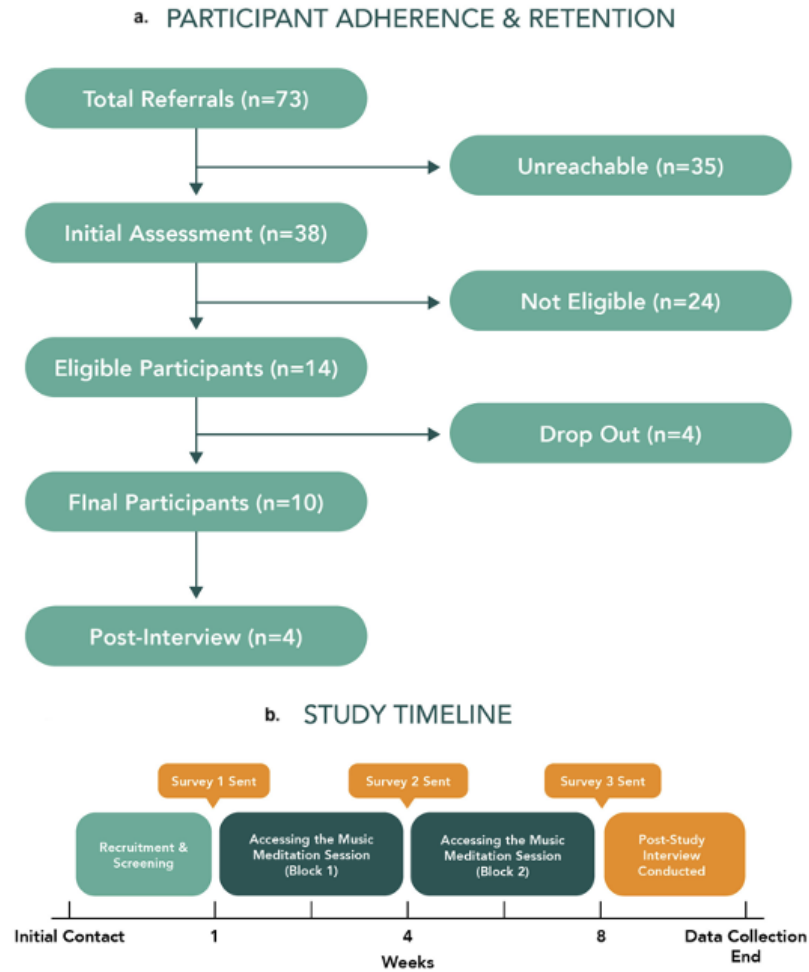 a. PARTICIPANT ADHERENCE & RETENTION
Total Referrals (n=73)
Unreachable (n=35)
Initial Assessment (n=38)
Not Eligible (n=24)
Eligible Participants (n=14)
Drop Out (n=4)
FInal Participants (n=10)
Post-Interview (n=4)
b. STUDY TIMELINE
Survey 1 Sent
Survey 2 Sent
Survey 3 Sent
Recruitment &
Screening
Accessing the Music
Meditation Session
(Block 1)
Accessing the Music
Meditation Session
(Block 2)
Post-Study
Interview
Conducted
Initial Contact
1
4
8
Data Collection
End
Weeks